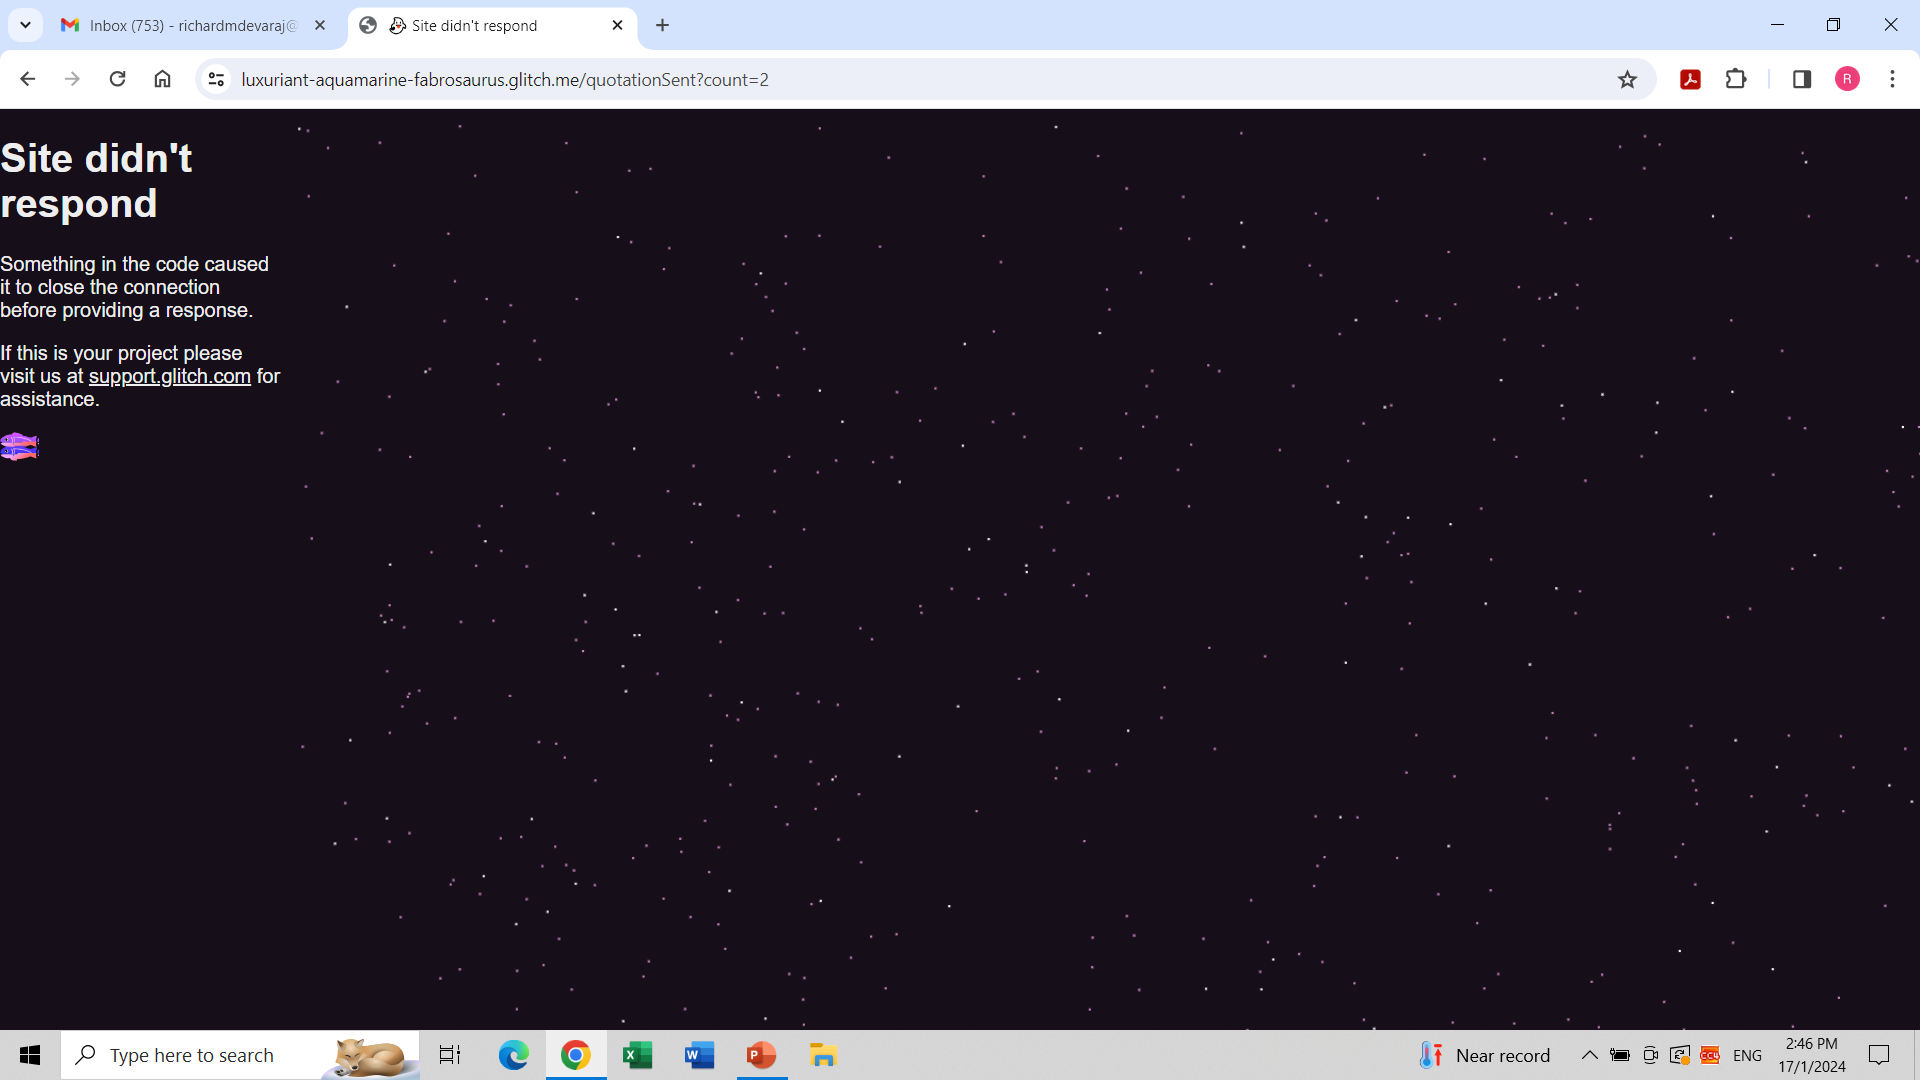 Inbox (753) - richardmdevaraj@
Site didn't respond
luxuriant-aquamarine-fabrosaurus.glitch.me/quotationSent?count=2
R
Site didn't
respond
Something in the code caused
it to close the connection
before providing a response.
If this is your project please
visit us at support.glitch.com for
assistance.
Type here to search
X
W
P
Near record
CC4
ENG
2:46 PM
17/1/2024